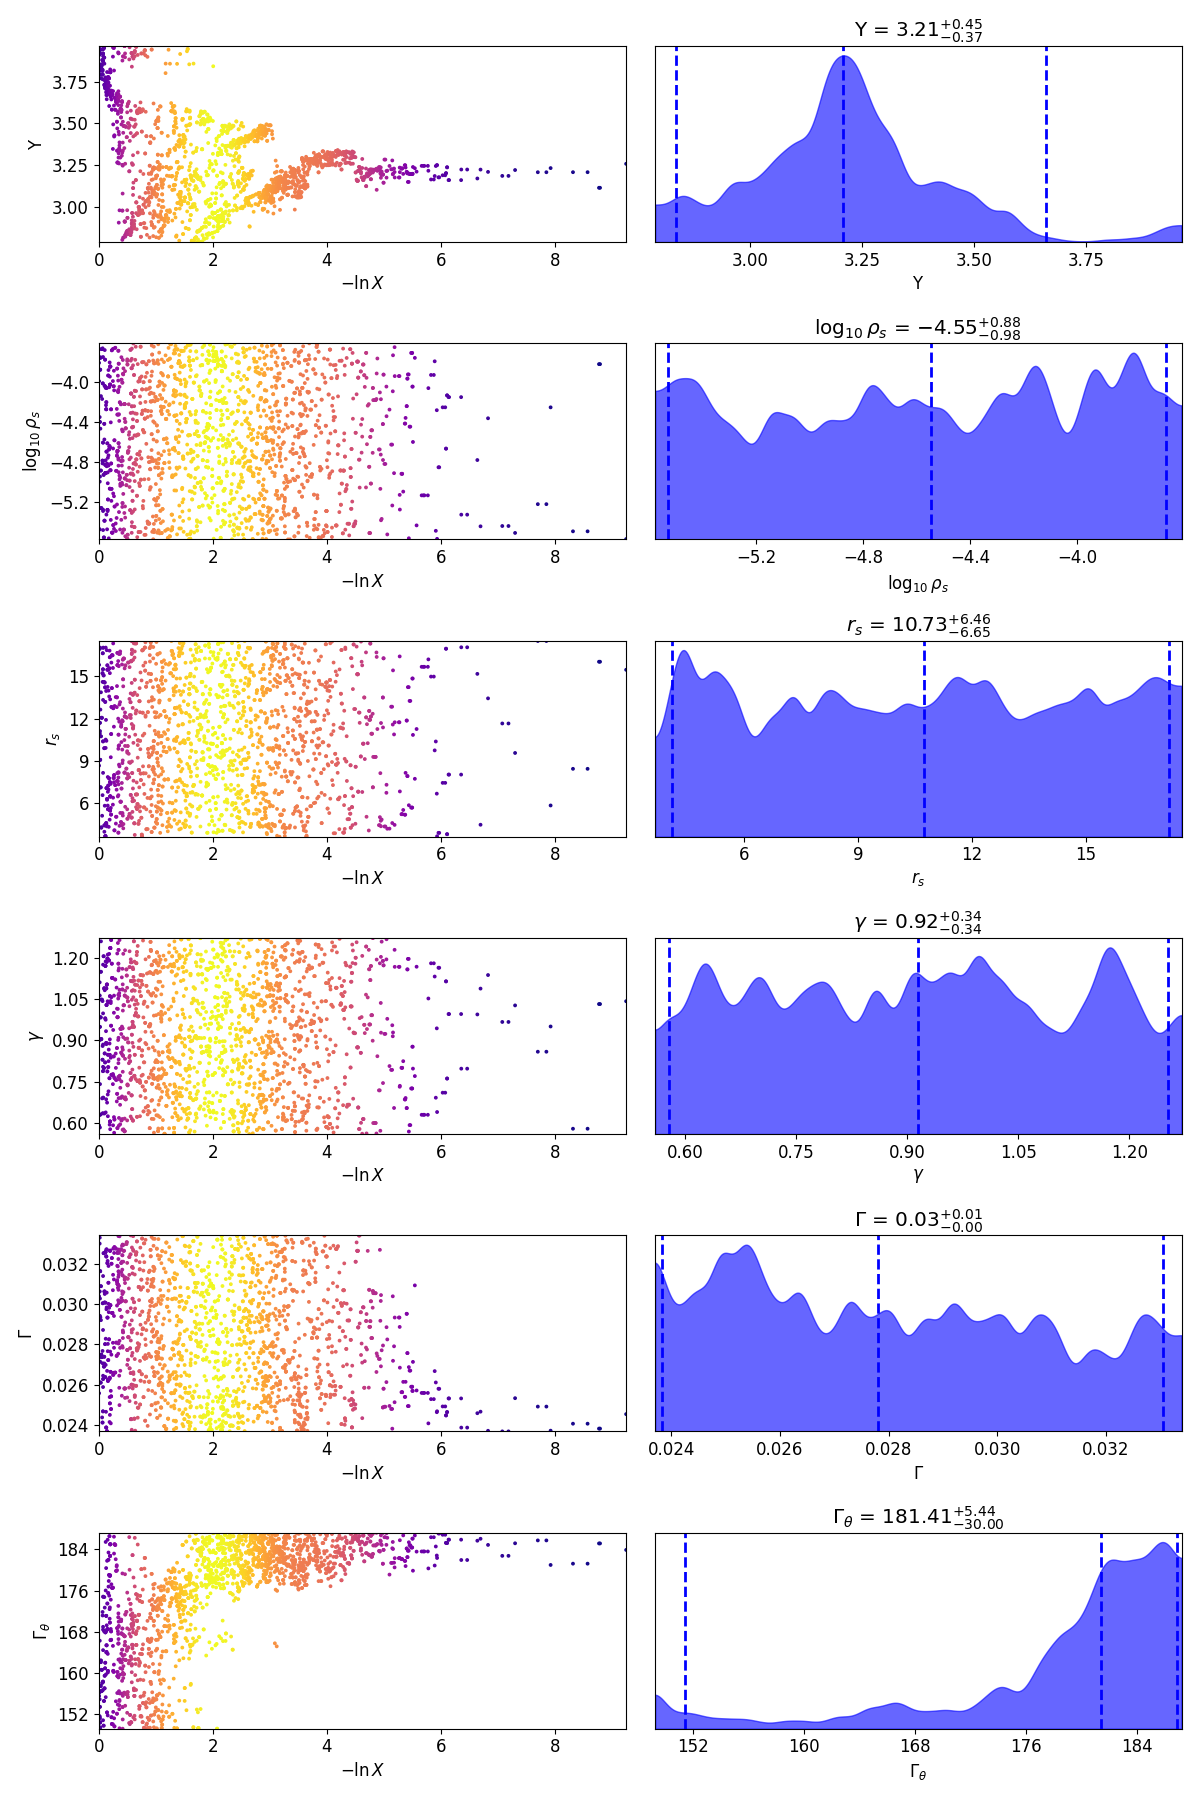 Υ = 3.21 +0.45 −0.37
3.75
3.50
3.25
3.00
Υ
0 2 4 6 8
−ln X
3.00 3.25 3.50 3.75
Υ
log₁₀ ρₛ = −4.55 +0.88 −0.98
−4.0
−4.4
−4.8
−5.2
log₁₀ ρₛ
0 2 4 6 8
−ln X
−5.2 −4.8 −4.4 −4.0
log₁₀ ρₛ
rₛ = 10.73 +6.46 −6.65
15
12
9
6
rₛ
0 2 4 6 8
−ln X
6 9 12 15
rₛ
γ = 0.92 +0.34 −0.34
1.20
1.05
0.90
0.75
0.60
γ
0 2 4 6 8
−ln X
0.60 0.75 0.90 1.05 1.20
γ
Γ = 0.03 +0.01 −0.00
0.032
0.030
0.028
0.026
0.024
Γ
0 2 4 6 8
−ln X
0.024 0.026 0.028 0.030 0.032
Γ
Γθ = 181.41 +5.44 −30.00
184
176
168
160
152
Γθ
0 2 4 6 8
−ln X
152 160 168 176 184
Γθ